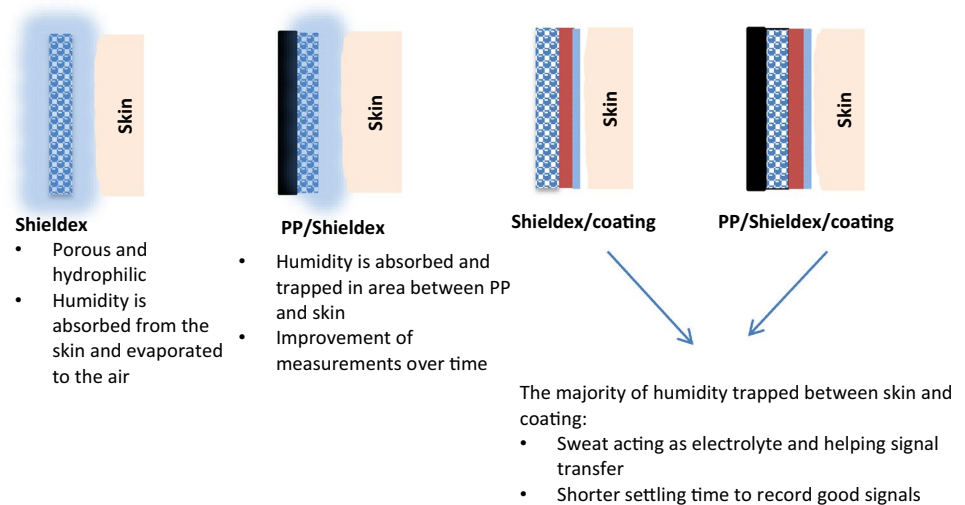 Skin
Skin
Skin
Skin
Shieldex
• Porous and
hydrophilic
• Humidity is
absorbed from the
skin and evaporated
to the air
PP/Shieldex
• Humidity is absorbed and
trapped in area between PP
and skin
• Improvement of
measurements over time
Shieldex/coating
PP/Shieldex/coating
The majority of humidity trapped between skin and
coating:
• Sweat acting as electrolyte and helping signal
transfer
• Shorter settling time to record good signals